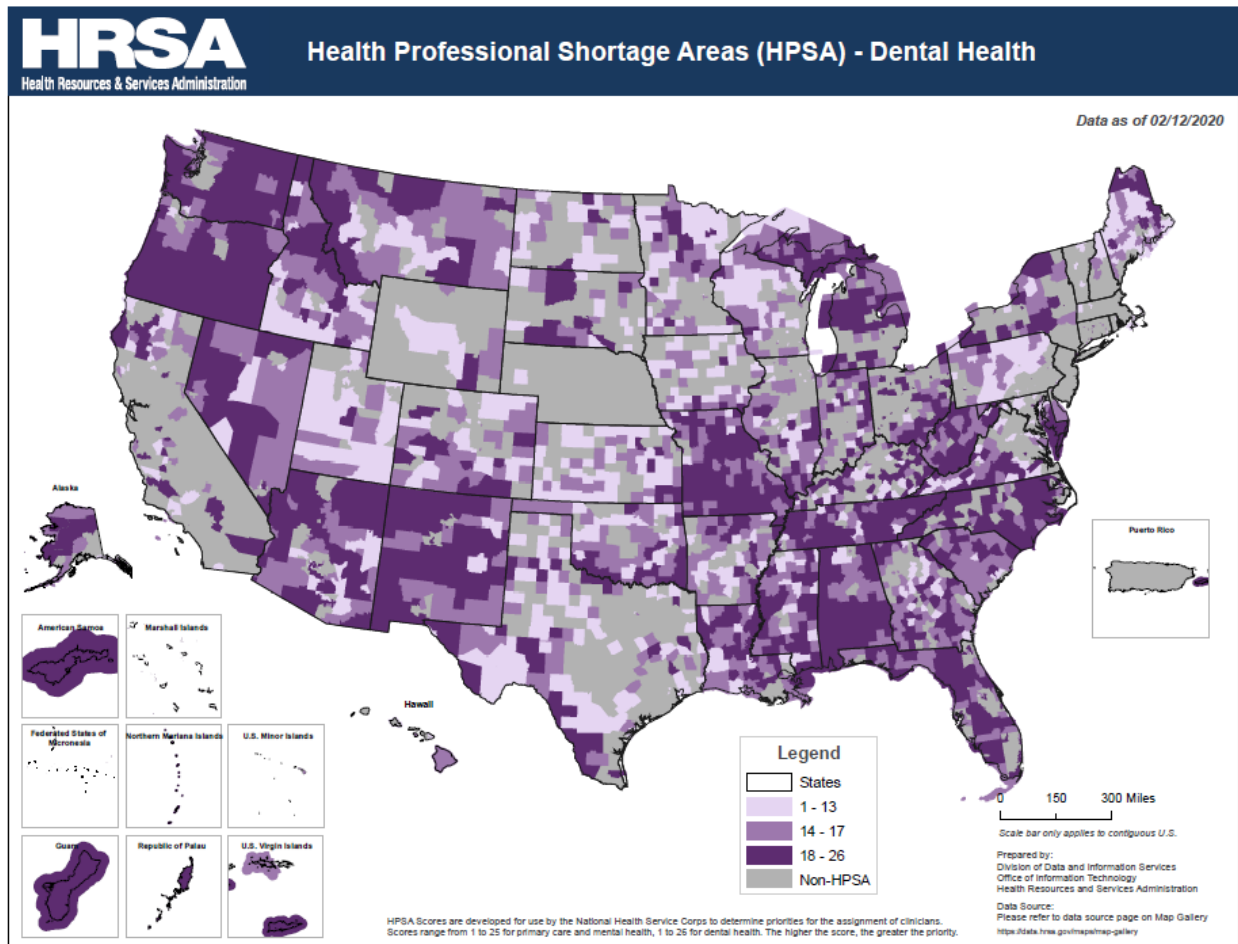 HRSA
Health Resources & Services Administration
Health Professional Shortage Areas (HPSA) - Dental Health
Data as of 02/12/2020
Alaska
Puerto Rico
American Samoa
Marshall Islands
Hawaii
Federated States of
Micronesia
Northern Mariana Islands
U.S. Minor Islands
Guam
Republic of Palau
U.S. Virgin Islands
Legend
States
1 - 13
14 - 17
18 - 26
Non-HPSA
0 150 300 Miles
Scale bar only applies to contiguous U.S.
Prepared by:
Division of Data and Information Services
Office of Information Technology
Health Resources and Services Administration
Data Source:
Please refer to data source page on Map Gallery
https://data.hrsa.gov/maps/map-gallery
HPSA Scores are developed for use by the National Health Service Corps to determine priorities for the assignment of clinicians.
Scores range from 1 to 25 for primary care and mental health, 1 to 26 for dental health. The higher the score, the greater the priority.